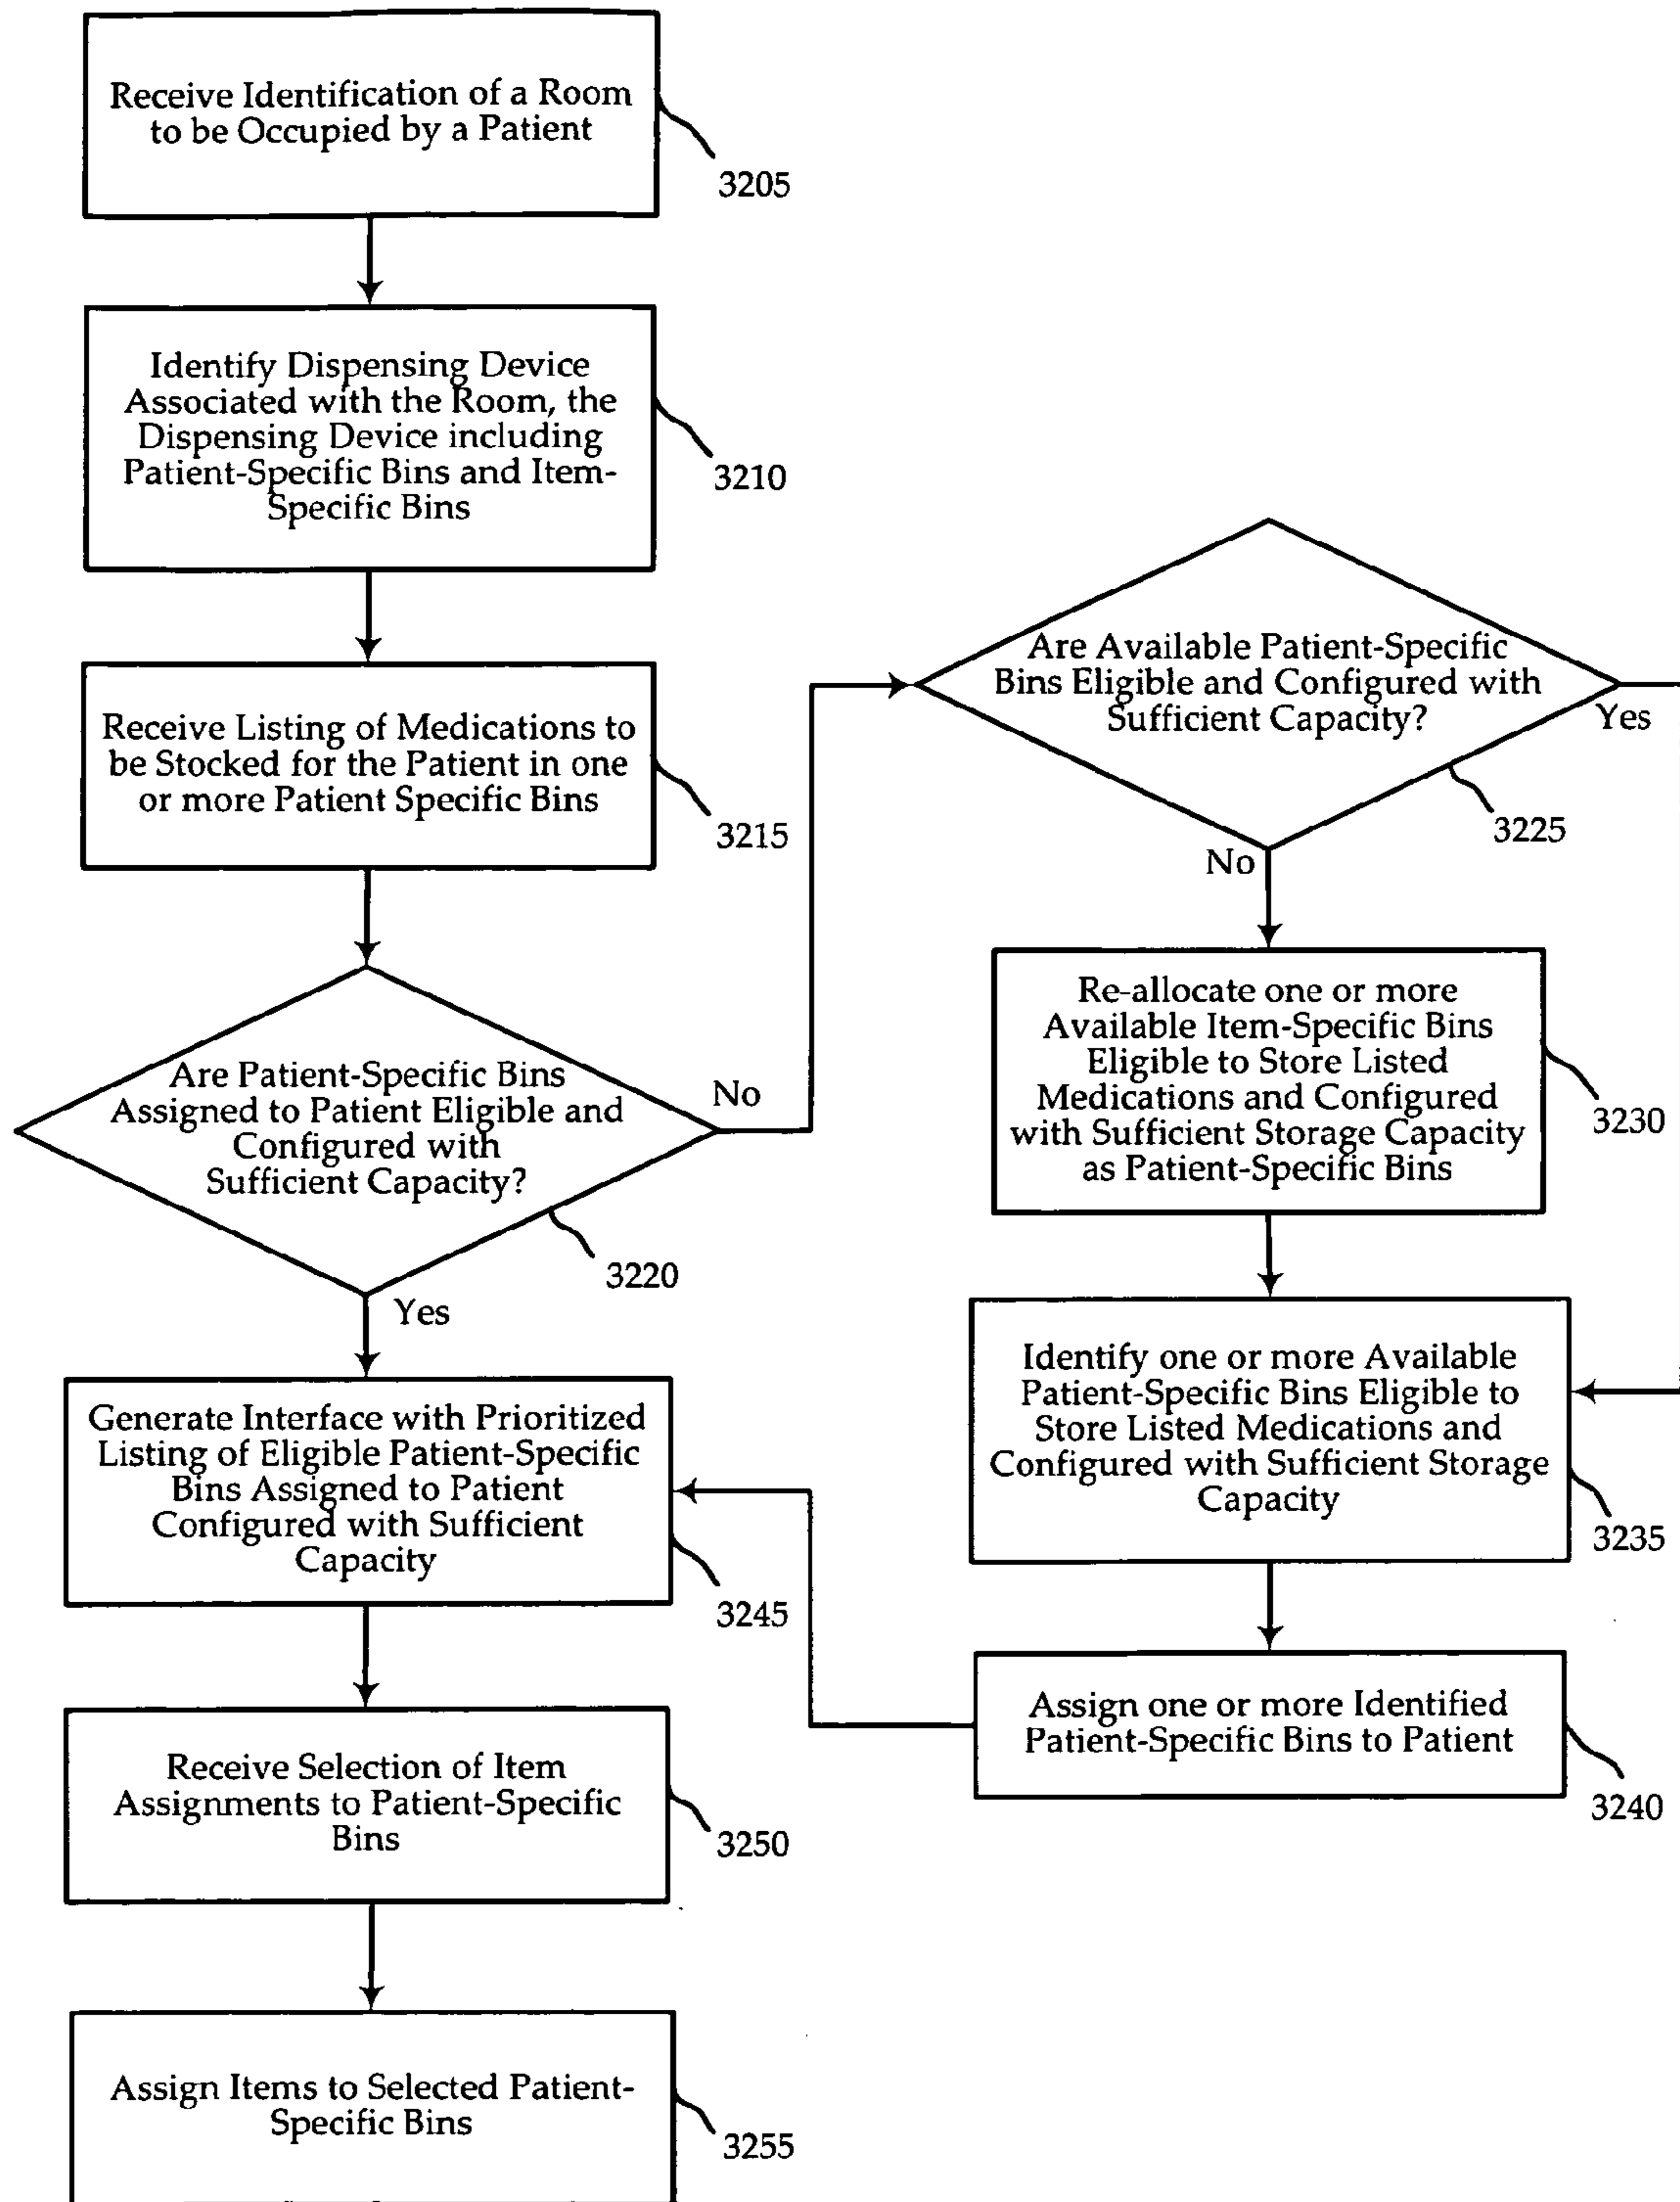 Receive Identification of a Room
to be Occupied by a Patient
3205
Identify Dispensing Device
Associated with the Room, the
Dispensing Device including
Patient-Specific Bins and Item-
Specific Bins
3210
Receive Listing of Medications to
be Stocked for the Patient in one
or more Patient Specific Bins
3215
Are Patient-Specific Bins
Assigned to Patient Eligible and
Configured with
Sufficient Capacity?
No
3220
Yes
Are Available Patient-Specific
Bins Eligible and Configured with
Sufficient Capacity?
Yes
3225
No
Re-allocate one or more
Available Item-Specific Bins
Eligible to Store Listed
Medications and Configured
with Sufficient Storage Capacity
as Patient-Specific Bins
3230
Identify one or more Available
Patient-Specific Bins Eligible to
Store Listed Medications and
Configured with Sufficient Storage
Capacity
3235
Assign one or more Identified
Patient-Specific Bins to Patient
3240
Generate Interface with Prioritized
Listing of Eligible Patient-Specific
Bins Assigned to Patient
Configured with Sufficient
Capacity
3245
Receive Selection of Item
Assignments to Patient-Specific
Bins
3250
Assign Items to Selected Patient-
Specific Bins
3255